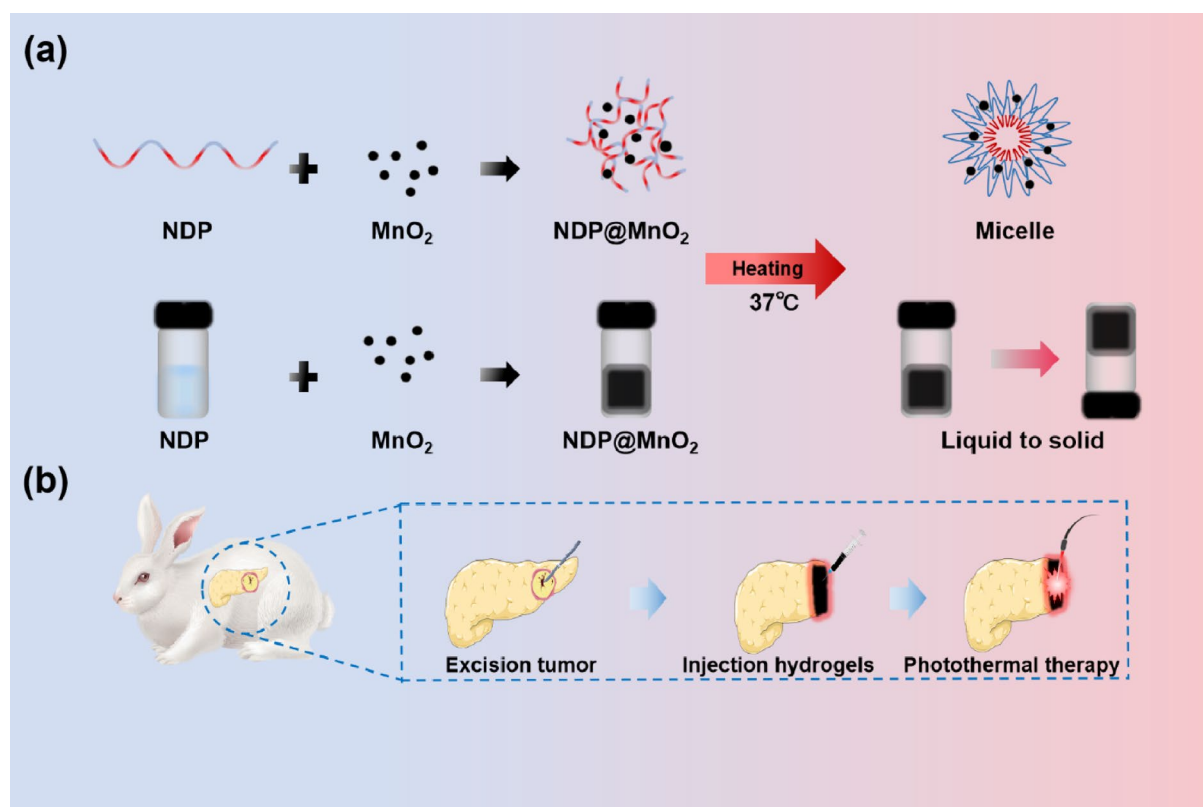 (a)
NDP
MnO₂
NDP@MnO₂
Micelle
Heating
37℃
NDP
MnO₂
NDP@MnO₂
Liquid to solid
(b)
Excision tumor
Injection hydrogels
Photothermal therapy